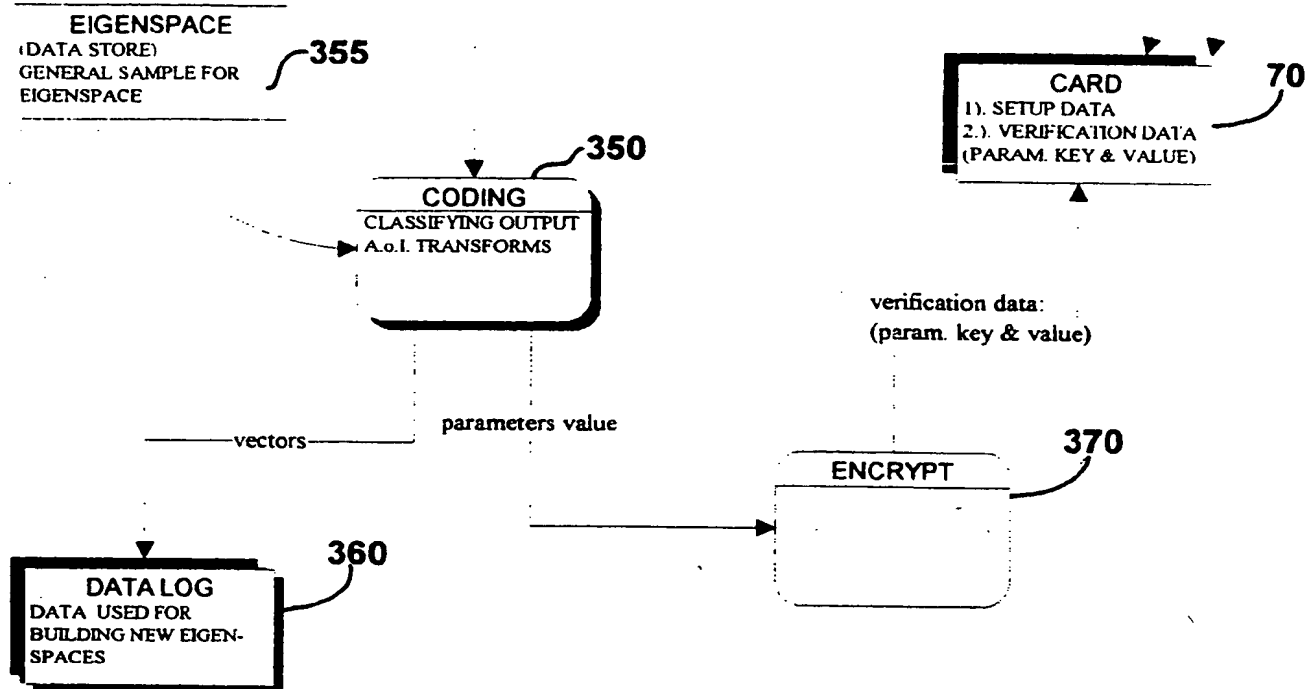 EIGENSPACE
(DATA STORE)
GENERAL SAMPLE FOR
EIGENSPACE
355
CARD
1). SETUP DATA
2.). VERIFICATION DATA
(PARAM. KEY & VALUE)
70
350
CODING
CLASSIFYING OUTPUT
A.o.I. TRANSFORMS
verification data:
(param. key & value)
vectors
parameters value
370
ENCRYPT
360
DATA LOG
DATA USED FOR
BUILDING NEW EIGEN-
SPACES